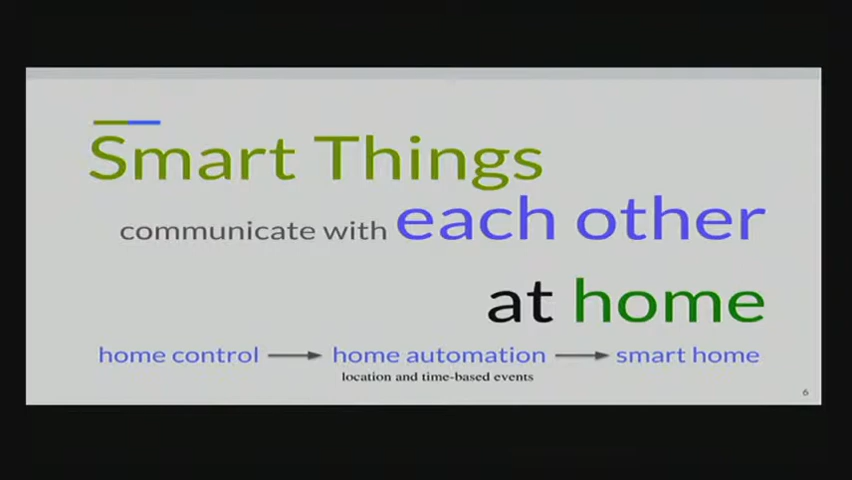 Smart Things
communicate with each other
at home
home control → home automation → smart home
location and time-based events
6